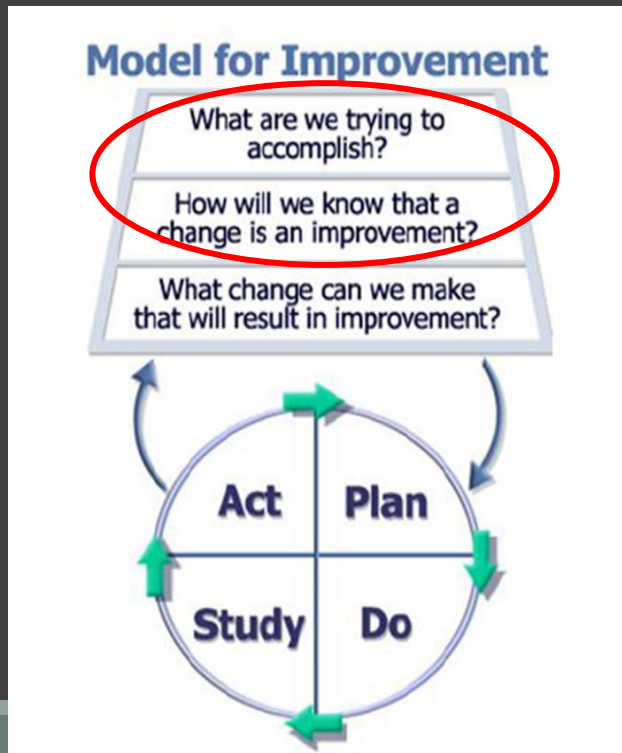 Model for Improvement
What are we trying to
accomplish?
How will we know that a
change is an improvement?
What change can we make
that will result in improvement?
Act
Plan
Study
Do